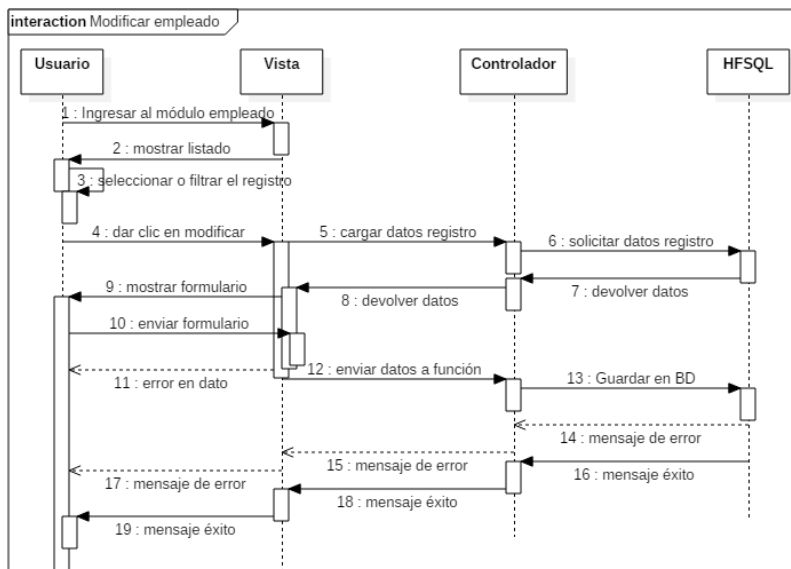 interaction Modificar empleado
Usuario
Vista
Controlador
HFSQL
1 : Ingresar al módulo empleado
2 : mostrar listado
3 : seleccionar o filtrar el registro
4 : dar clic en modificar
5 : cargar datos registro
6 : solicitar datos registro
7 : devolver datos
8 : devolver datos
9 : mostrar formulario
10 : enviar formulario
11 : error en dato
12 : enviar datos a función
13 : Guardar en BD
14 : mensaje de error
15 : mensaje de error
16 : mensaje éxito
17 : mensaje de error
18 : mensaje éxito
19 : mensaje éxito